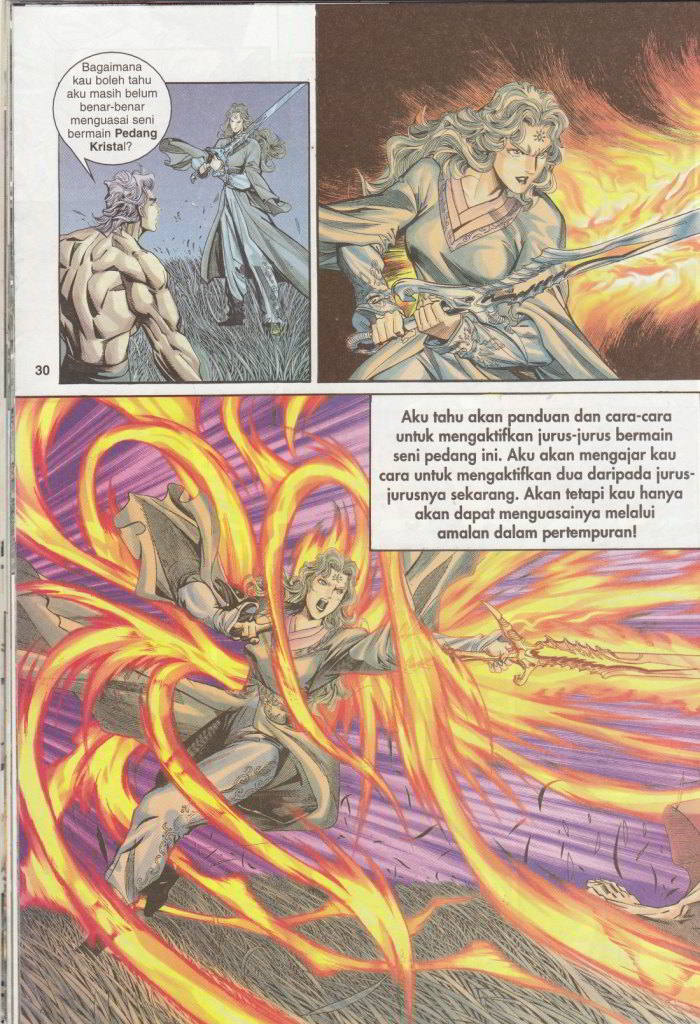 Bagaimana
kau boleh tahu
aku masih belum
benar-benar
menguasai seni
bermain Pedang
Kristal?
30
Aku tahu akan panduan dan cara-cara
untuk mengaktifkan jurus-jurus bermain
seni pedang ini. Aku akan mengajar kau
cara untuk mengaktifkan dua daripada jurus-
jurusnya sekarang. Akan tetapi kau hanya
akan dapat menguasainya melalui
amalan dalam pertempuran!